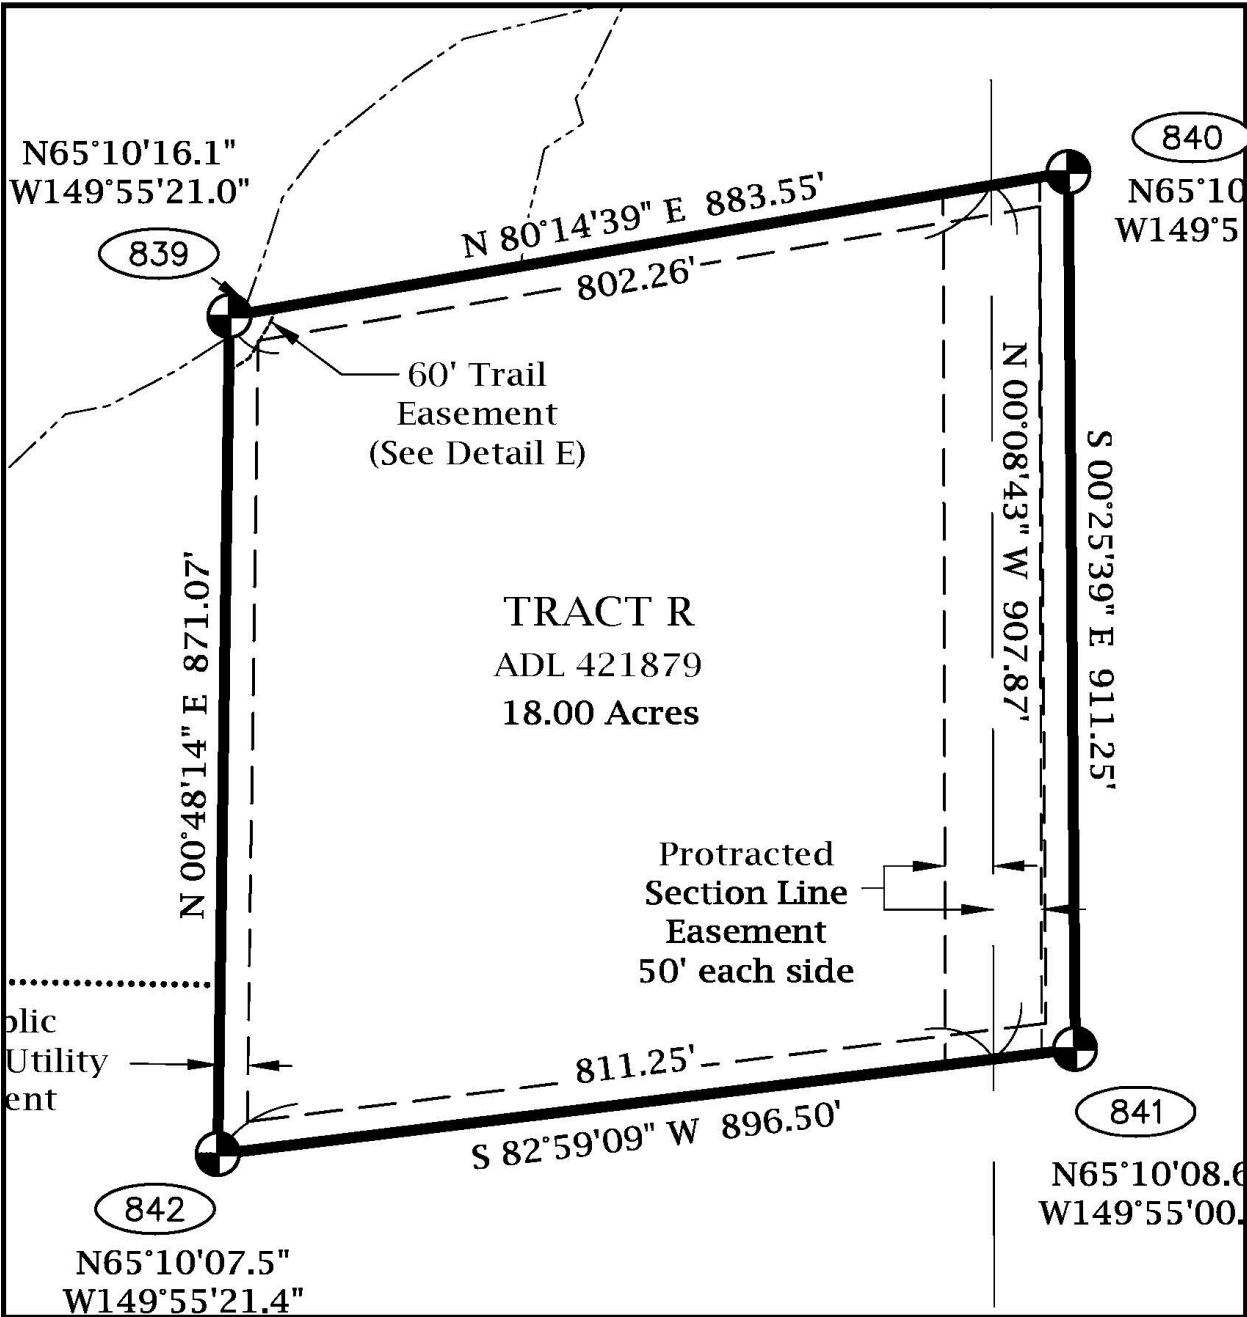 N65°10'16.1"
W149°55'21.0"
839
840
N65°10
W149°5
N 80°14'39" E 883.55'
802.26'
60' Trail
Easement
(See Detail E)
N 00°08'43" W 907.87'
S 00°25'39" E 911.25'
N 00°48'14" E 871.07'
TRACT R
ADL 421879
18.00 Acres
Protracted
Section Line
Easement
50' each side
blic
Utility
ent
811.25'
S 82°59'09" W 896.50'
841
N65°10'08.6
W149°55'00.
842
N65°10'07.5"
W149°55'21.4"